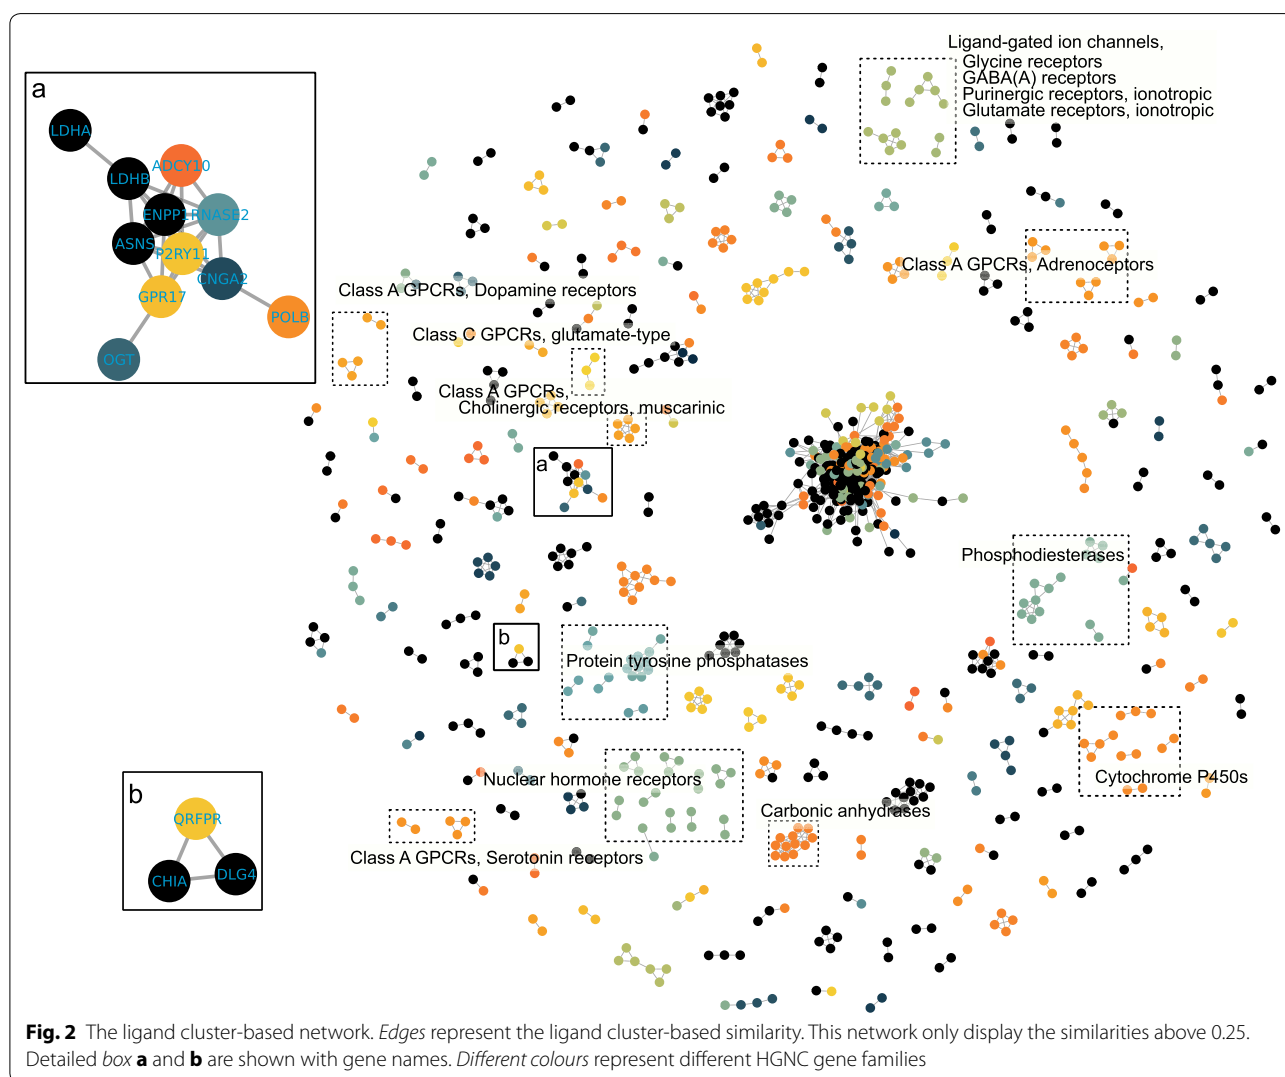 Ligand-gated ion channels,
Glycine receptors
GABA(A) receptors
Purinergic receptors, ionotropic
Glutamate receptors, ionotropic
a
LDHA
ADCY10
LDHB
ENPP1
RNASE2
ASNS
P2RY11
CNGA2
GPR17
POLB
OGT
Class A GPCRs, Adrenoceptors
Class A GPCRs, Dopamine receptors
Class C GPCRs, glutamate-type
Class A GPCRs,
Cholinergic receptors, muscarinic
a
Phosphodiesterases
b
Protein tyrosine phosphatases
b
QRFPR
CHIA
DLG4
Nuclear hormone receptors
Cytochrome P450s
Carbonic anhydrases
Class A GPCRs, Serotonin receptors
Fig. 2 The ligand cluster-based network. Edges represent the ligand cluster-based similarity. This network only display the similarities above 0.25.
Detailed box a and b are shown with gene names. Different colours represent different HGNC gene families